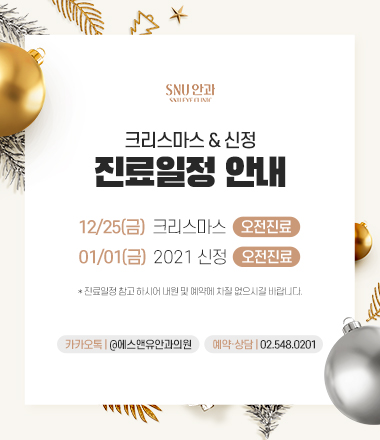 SNU안과
SNU EYE CLINIC
크리스마스 & 신정
진료일정 안내
12/25(금) 크리스마스 오전진료
01/01(금) 2021 신정 오전진료
* 진료일정 참고 하시어 내원 및 예약에 차질 없으시길 바랍니다.
카카오톡 | @에스앤유안과의원 예약·상담 | 02.548.0201